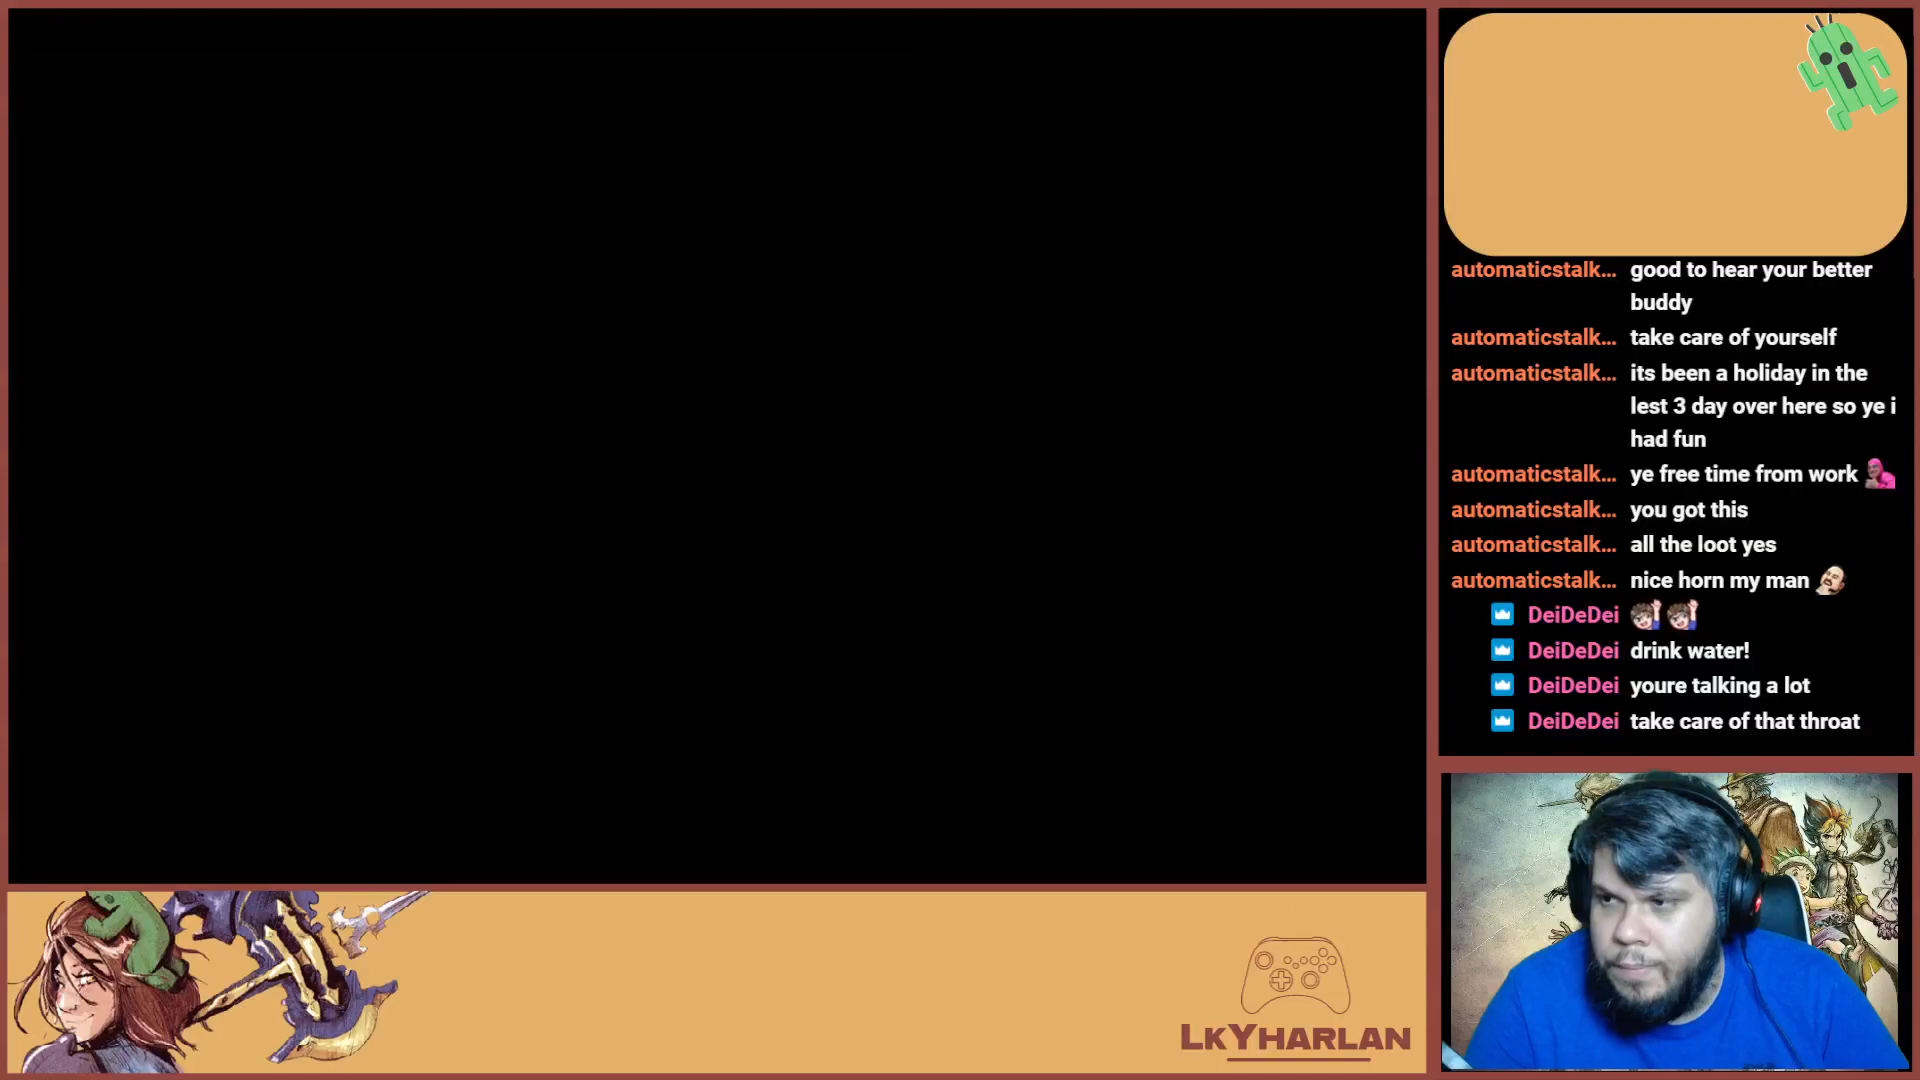 automaticstalk... good to hear your better
buddy
automaticstalk... take care of yourself
automaticstalk... its been a holiday in the
lest 3 day over here so ye i
had fun
automaticstalk... ye free time from work
automaticstalk... you got this
automaticstalk... all the loot yes
automaticstalk... nice horn my man
DeiDeDei
DeiDeDei drink water!
DeiDeDei youre talking a lot
DeiDeDei take care of that throat
LKYHARLAN